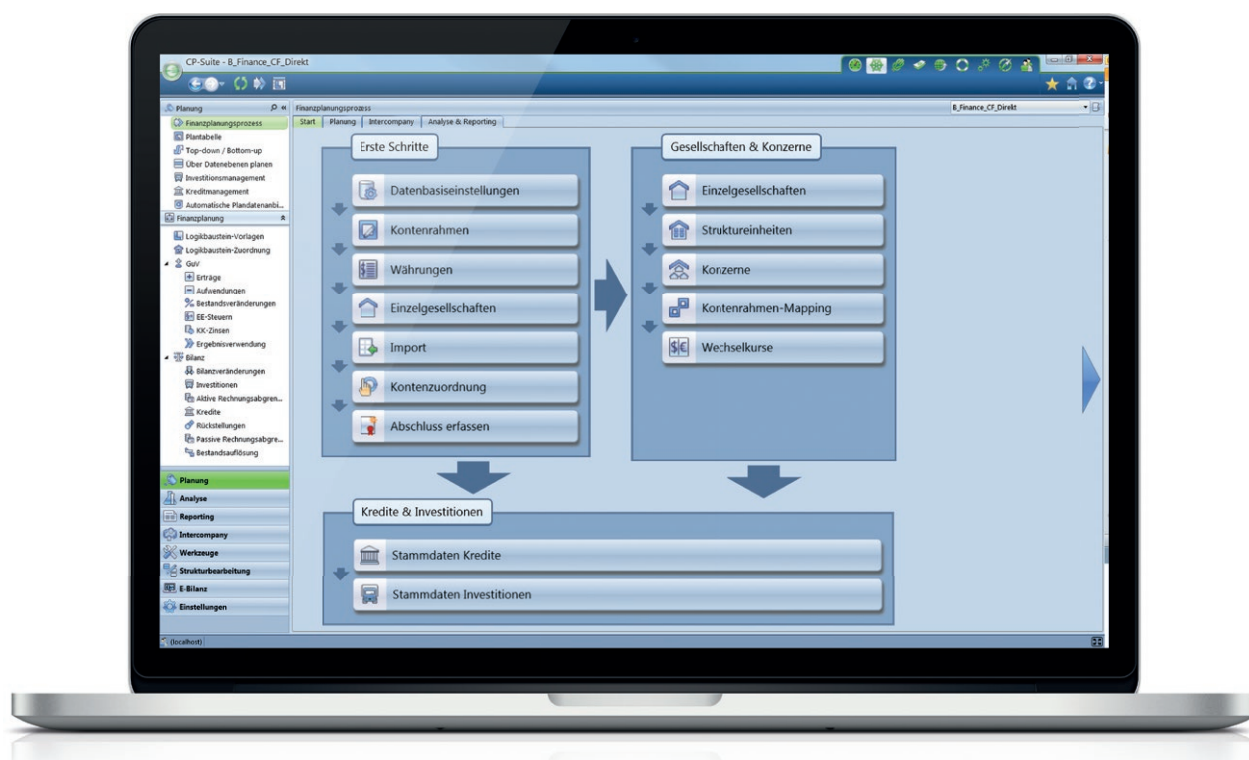 CP-Suite - B_Finance_CF_Direkt
Planung
Finanzplanungsprozess
B_Finance_CF_Direkt
Finanzplanungsprozess
Plantabelle
Top-down / Bottom-up
Über Datenebenen planen
Investitionsmanagement
Kreditmanagement
Automatische Plandatenanbi...
Finanzplanung
Logikbaustein-Vorlagen
Logikbaustein-Zuordnung
GuV
Erträge
Aufwendungen
Bestandsveränderungen
EE-Steuern
KK-Zinsen
Ergebnisverwendung
Bilanz
Bilanzveränderungen
Investitionen
Aktive Rechnungsabgren...
Kredite
Rückstellungen
Passive Rechnungsabgre...
Bestandsauflösung
Planung
Analyse
Reporting
Intercompany
Werkzeuge
Strukturbearbeitung
E-Bilanz
Einstellungen
(localhost)
Start Planung Intercompany Analyse & Reporting
Erste Schritte
Datenbasiseinstellungen
Kontenrahmen
Währungen
Einzelgesellschaften
Import
Kontenzuordnung
Abschluss erfassen
Gesellschaften & Konzerne
Einzelgesellschaften
Struktureinheiten
Konzerne
Kontenrahmen-Mapping
Wechselkurse
Kredite & Investitionen
Stammdaten Kredite
Stammdaten Investitionen